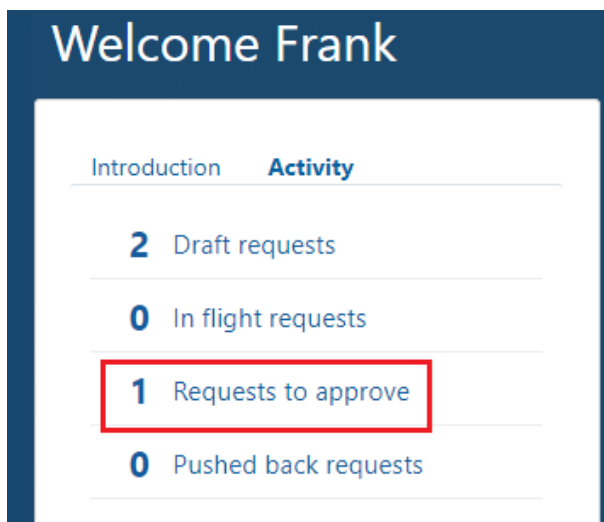 Welcome Frank
Introduction Activity
2 Draft requests
0 In flight requests
1 Requests to approve
0 Pushed back requests